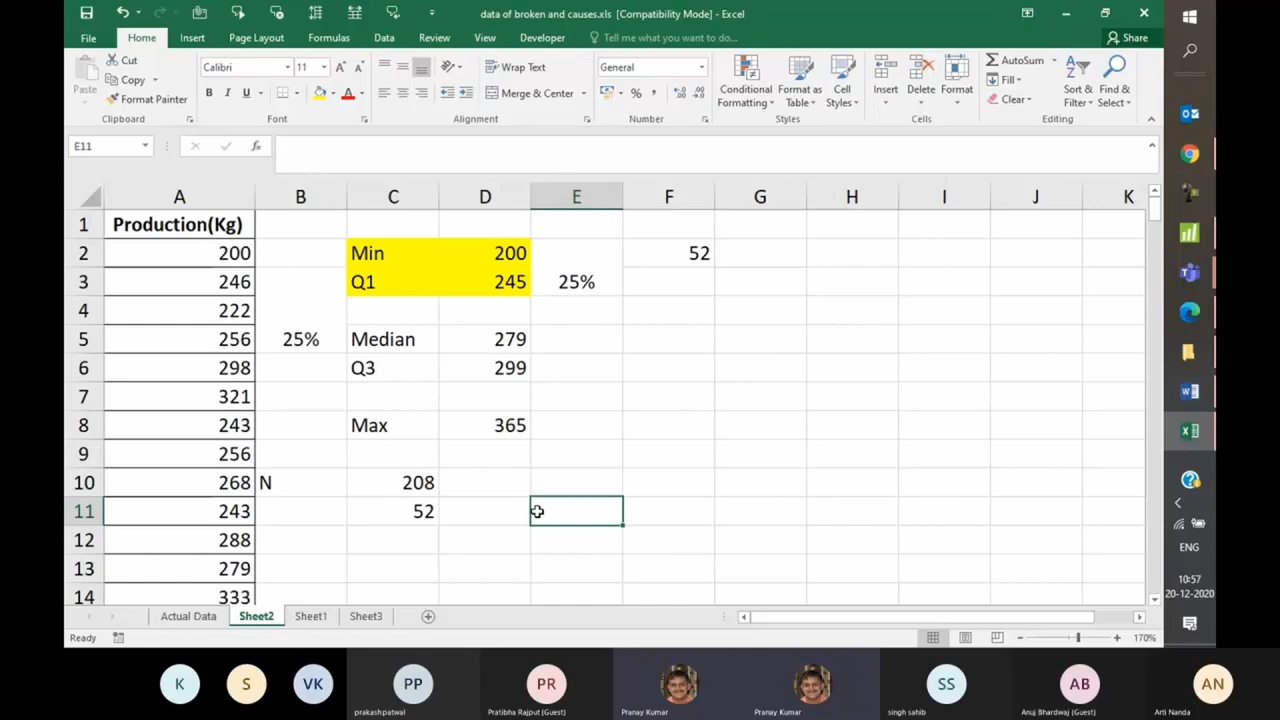 data of broken and causes.xls [Compatibility Mode] - Excel
File Home Insert Page Layout Formulas Data Review View Developer Tell me what you want to do... Share
Cut
Copy
Format Painter
Paste
Clipboard
Calibri 11
B I U
Font
Wrap Text
Merge & Center
Alignment
General
%
Number
Conditional Formatting
Format as Table
Cell Styles
Styles
Insert Delete Format
Cells
AutoSum
Fill
Clear
Sort & Filter
Find & Select
Editing
E11 fx
A B C D E F G H I J K
1 Production(Kg)
2 200 Min 200 52
3 246 Q1 245 25%
4 222
5 256 25% Median 279
6 298 Q3 299
7 321
8 243 Max 365
9 256
10 268 N 208
11 243 52
12 288
13 279
14 333
Actual Data Sheet2 Sheet1 Sheet3
Ready 170%
ENG
10:57
20-12-2020
K S VK PP PR SS AB AN
prakash patwal Pratibha Rajput (Guest) Pranay Kumar Pranay Kumar singh sahib Anuj Bhardwaj (Guest) Arti Nanda